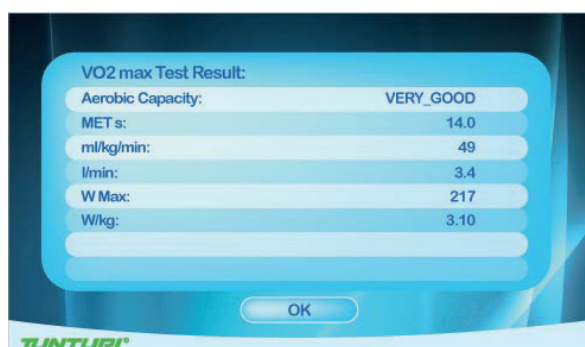 VO2 max Test Result:
Aerobic Capacity: VERY_GOOD
METs: 14.0
ml/kg/min: 49
l/min: 3.4
W Max: 217
W/kg: 3.10
OK
TUNTURI®